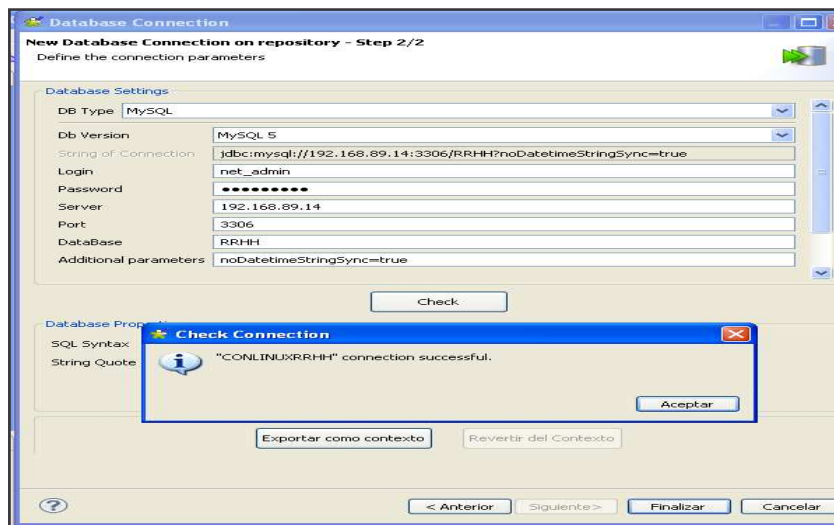 Database Connection
New Database Connection on repository - Step 2/2
Define the connection parameters
Database Settings
DB Type MySQL
Db Version MySQL 5
String of Connection jdbc:mysql://192.168.89.14:3306/RRHH?noDatetimeStringSync=true
Login net_admin
Password ●●●●●●●●●
Server 192.168.89.14
Port 3306
DataBase RRHH
Additional parameters noDatetimeStringSync=true
Check
Database
SQL Syntax
String Quote
Check Connection
"CONLINUXRRHH" connection successful.
Aceptar
Exportar como contexto Revertir del Contexto
< Anterior Siguiente > Finalizar Cancelar